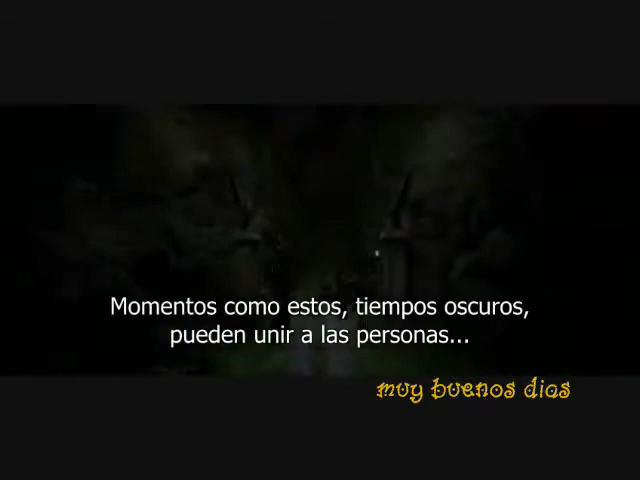 Momentos como estos, tiempos oscuros,
pueden unir a las personas...
muy buenos dias